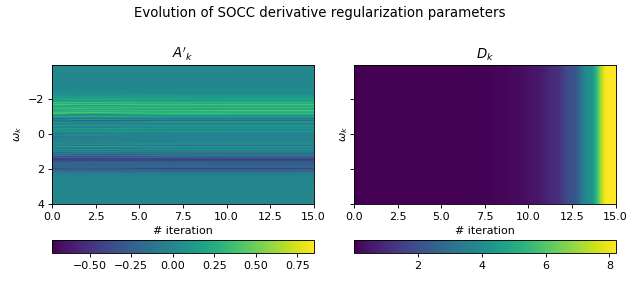 Evolution of SOCC derivative regularization parameters
A'ₖ
Dₖ
ωₖ
−2
0
2
4
0.0 2.5 5.0 7.5 10.0 12.5 15.0
# iteration
−0.50 −0.25 0.00 0.25 0.50 0.75
ωₖ
0.0 2.5 5.0 7.5 10.0 12.5 15.0
# iteration
2 4 6 8